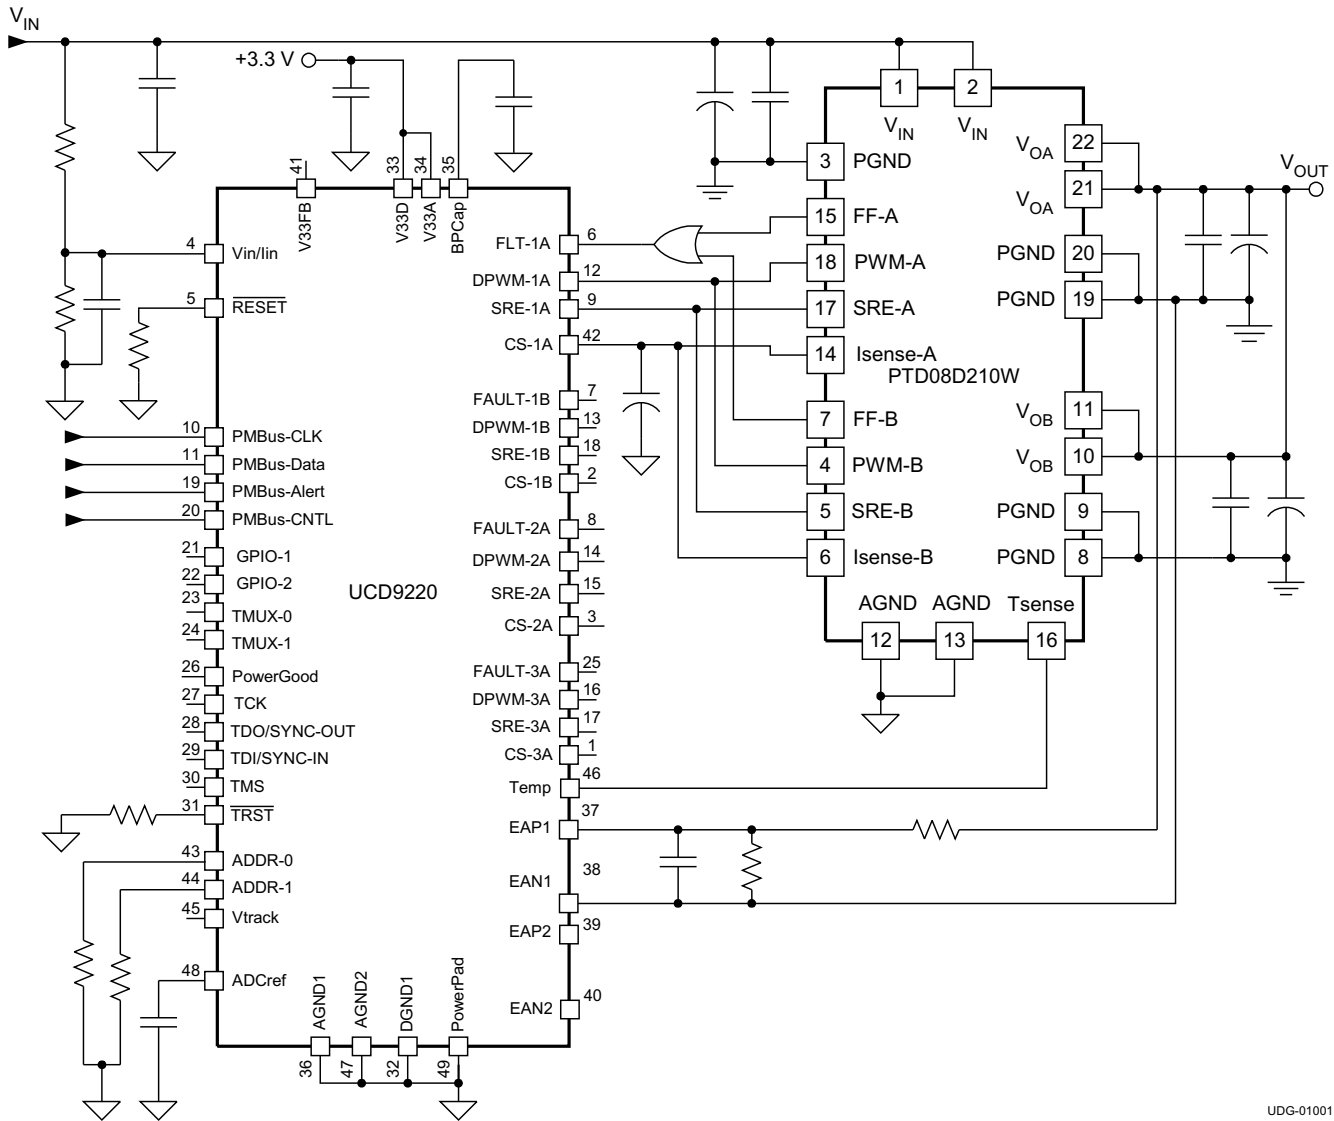 V_IN
+3.3 V
41
33
34
35
V33FB
V33D
V33A
BPCap
4 Vin/Iin
5 RESET
10 PMBus-CLK
11 PMBus-Data
19 PMBus-Alert
20 PMBus-CNTL
21 GPIO-1
22 GPIO-2
23 TMUX-0
24 TMUX-1
26 PowerGood
27 TCK
28 TDO/SYNC-OUT
29 TDI/SYNC-IN
30 TMS
31 TRST
43 ADDR-0
44 ADDR-1
45 Vtrack
48 ADCref
UCD9220
FLT-1A 6
DPWM-1A 12
SRE-1A 9
CS-1A 42
FAULT-1B 7
DPWM-1B 13
SRE-1B 18
CS-1B 2
FAULT-2A 8
DPWM-2A 14
SRE-2A 15
CS-2A 3
FAULT-3A 25
DPWM-3A 16
SRE-3A 17
CS-3A 1
Temp 46
EAP1 37
EAN1 38
EAP2 39
EAN2 40
AGND1
AGND2
DGND1
PowerPad
36
47
32
49
1
2
V_IN
V_IN
3 PGND
15 FF-A
18 PWM-A
17 SRE-A
14 Isense-A
PTD08D210W
7 FF-B
4 PWM-B
5 SRE-B
6 Isense-B
V_OA 22
V_OA 21
PGND 20
PGND 19
V_OB 11
V_OB 10
PGND 9
PGND 8
AGND
AGND
Tsense
12
13
16
V_OUT
UDG-01001